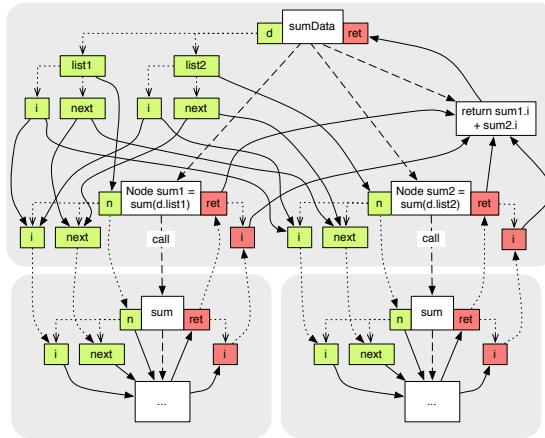 d sumData ret
list1 list2
i next i next
return sum1.i
+ sum2.i
n Node sum1 =
sum(d.list1) ret
n Node sum2 =
sum(d.list2) ret
i next i
i next i
call call
n sum ret
n sum ret
i next i
i next i
... ...